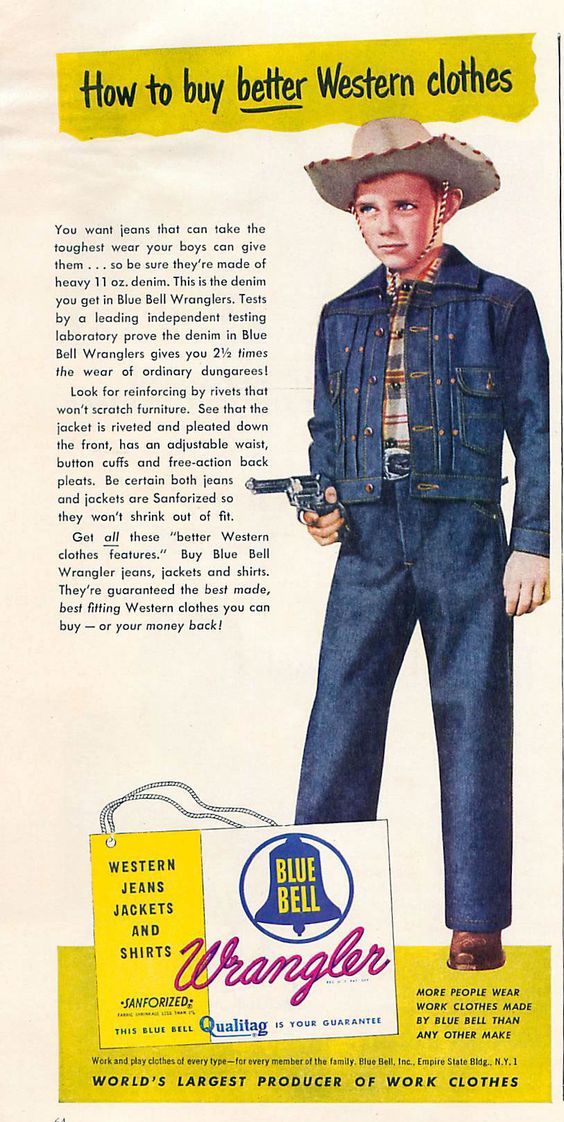 How to buy better Western clothes
You want jeans that can take the
toughest wear your boys can give
them . . . so be sure they're made of
heavy 11 oz. denim. This is the denim
you get in Blue Bell Wranglers. Tests
by a leading independent testing
laboratory prove the denim in Blue
Bell Wranglers gives you 2½ times
the wear of ordinary dungarees!
Look for reinforcing by rivets that
won't scratch furniture. See that the
jacket is riveted and pleated down
the front, has an adjustable waist,
button cuffs and free-action back
pleats. Be certain both jeans
and jackets are Sanforized so
they won't shrink out of fit.
Get all these "better Western
clothes features." Buy Blue Bell
Wrangler jeans, jackets and shirts.
They're guaranteed the best made,
best fitting Western clothes you can
buy — or your money back!
WESTERN
JEANS
JACKETS
AND
SHIRTS
·SANFORIZED·
FABRIC SHRINKAGE LESS THAN 1%
BLUE
BELL
Wrangler
THIS BLUE BELL Qualitag IS YOUR GUARANTEE
MORE PEOPLE WEAR
WORK CLOTHES MADE
BY BLUE BELL THAN
ANY OTHER MAKE
Work and play clothes of every type—for every member of the family. Blue Bell, Inc., Empire State Bldg., N.Y. 1
WORLD'S LARGEST PRODUCER OF WORK CLOTHES